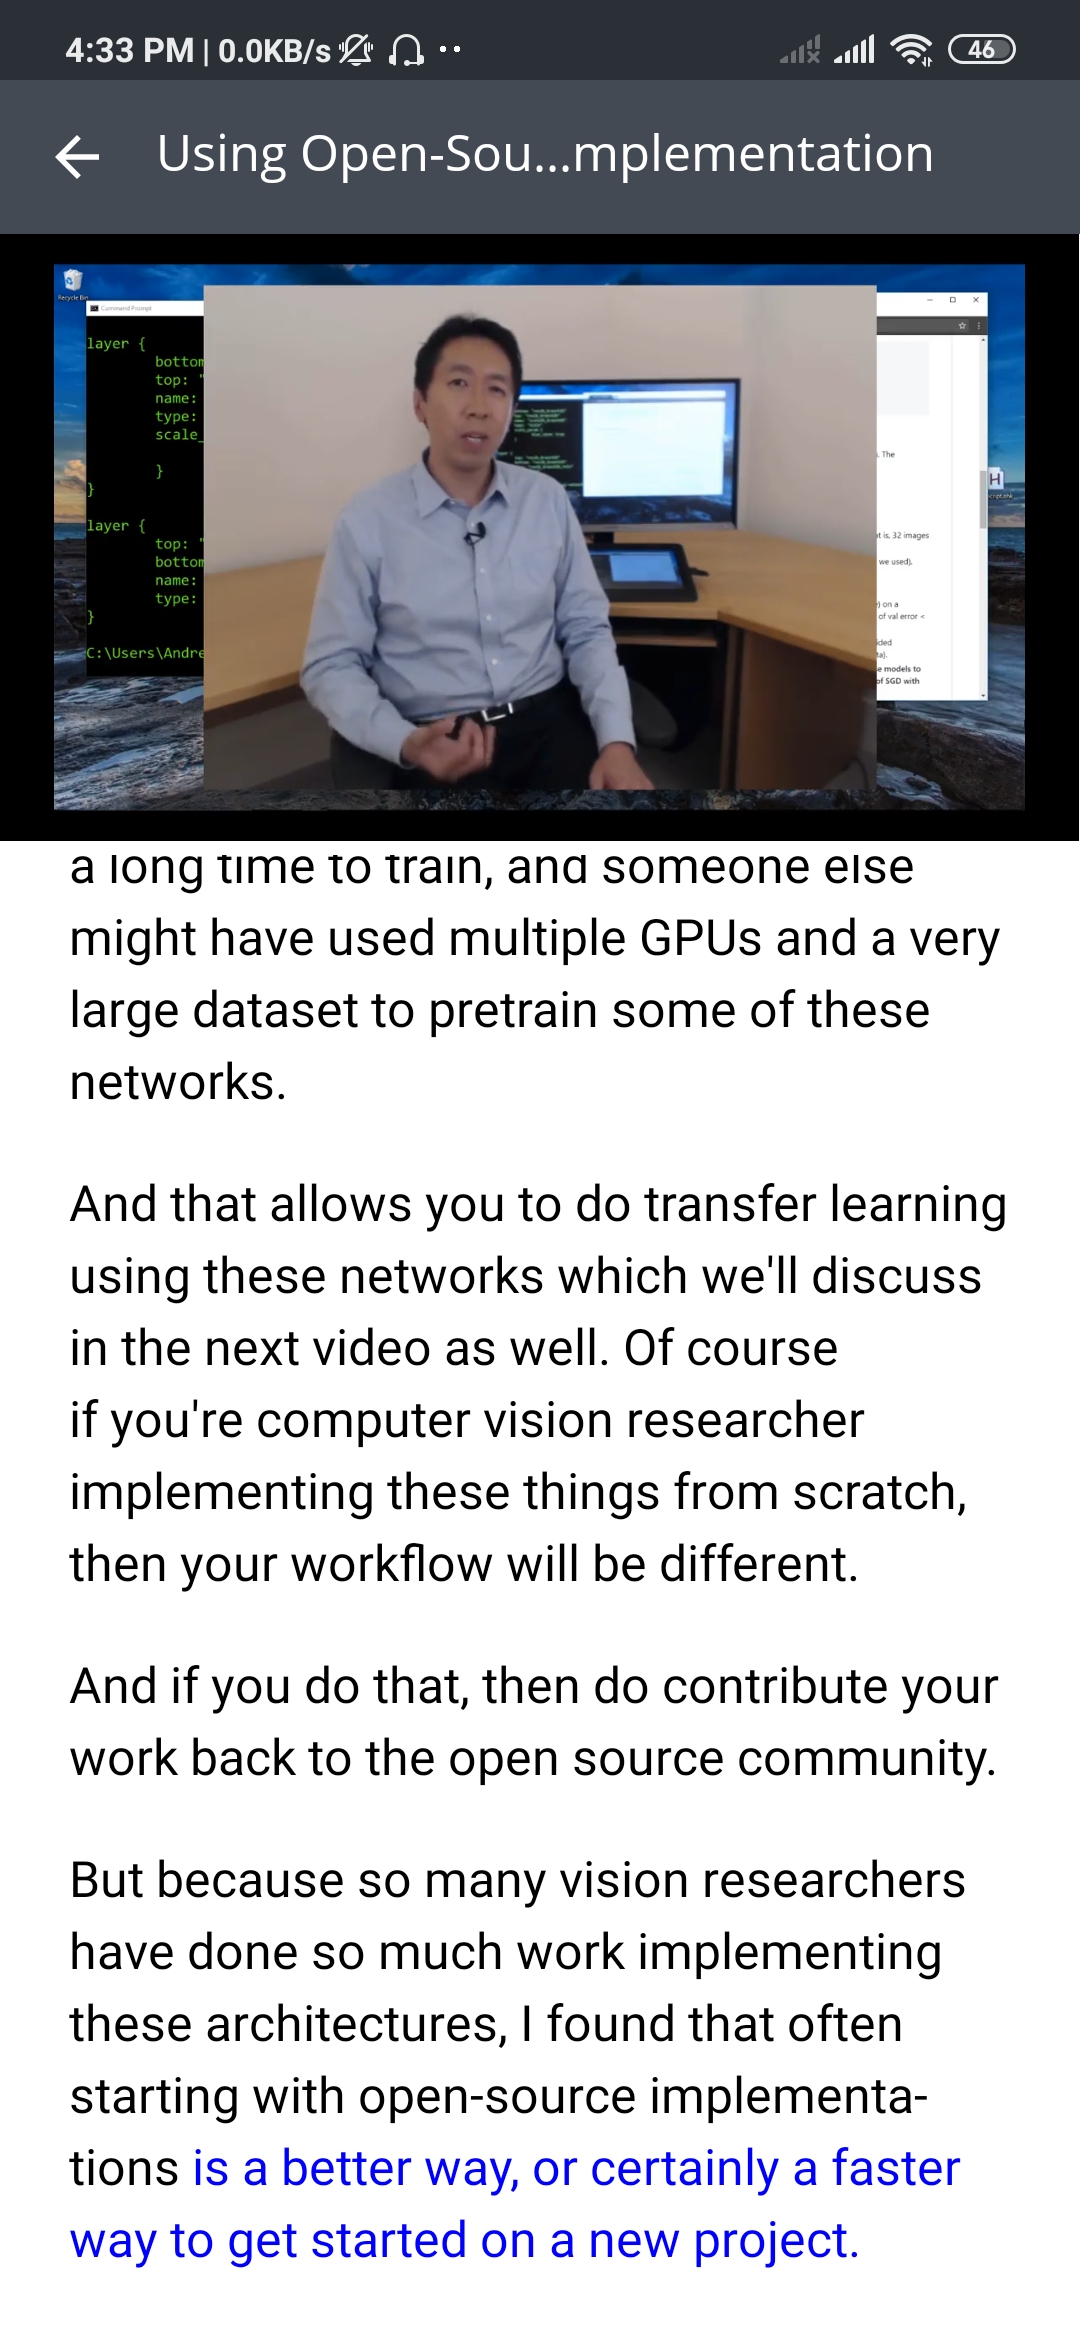 4:33 PM | 0.0KB/s
46
Using Open-Sou...mplementation
Recycle Bin
Command Prompt
layer {
bottom
top: "
name:
type:
scale_
}
}
layer {
top: "
bottom
name:
type:
}
C:\Users\Andre
. The
t is, 32 images
we used).
) on a
of val error <
ided
ta).
e models to
of SGD with
H
a long time to train, and someone else
might have used multiple GPUs and a very
large dataset to pretrain some of these
networks.
And that allows you to do transfer learning
using these networks which we'll discuss
in the next video as well. Of course
if you're computer vision researcher
implementing these things from scratch,
then your workflow will be different.
And if you do that, then do contribute your
work back to the open source community.
But because so many vision researchers
have done so much work implementing
these architectures, I found that often
starting with open-source implementa-
tions is a better way, or certainly a faster
way to get started on a new project.